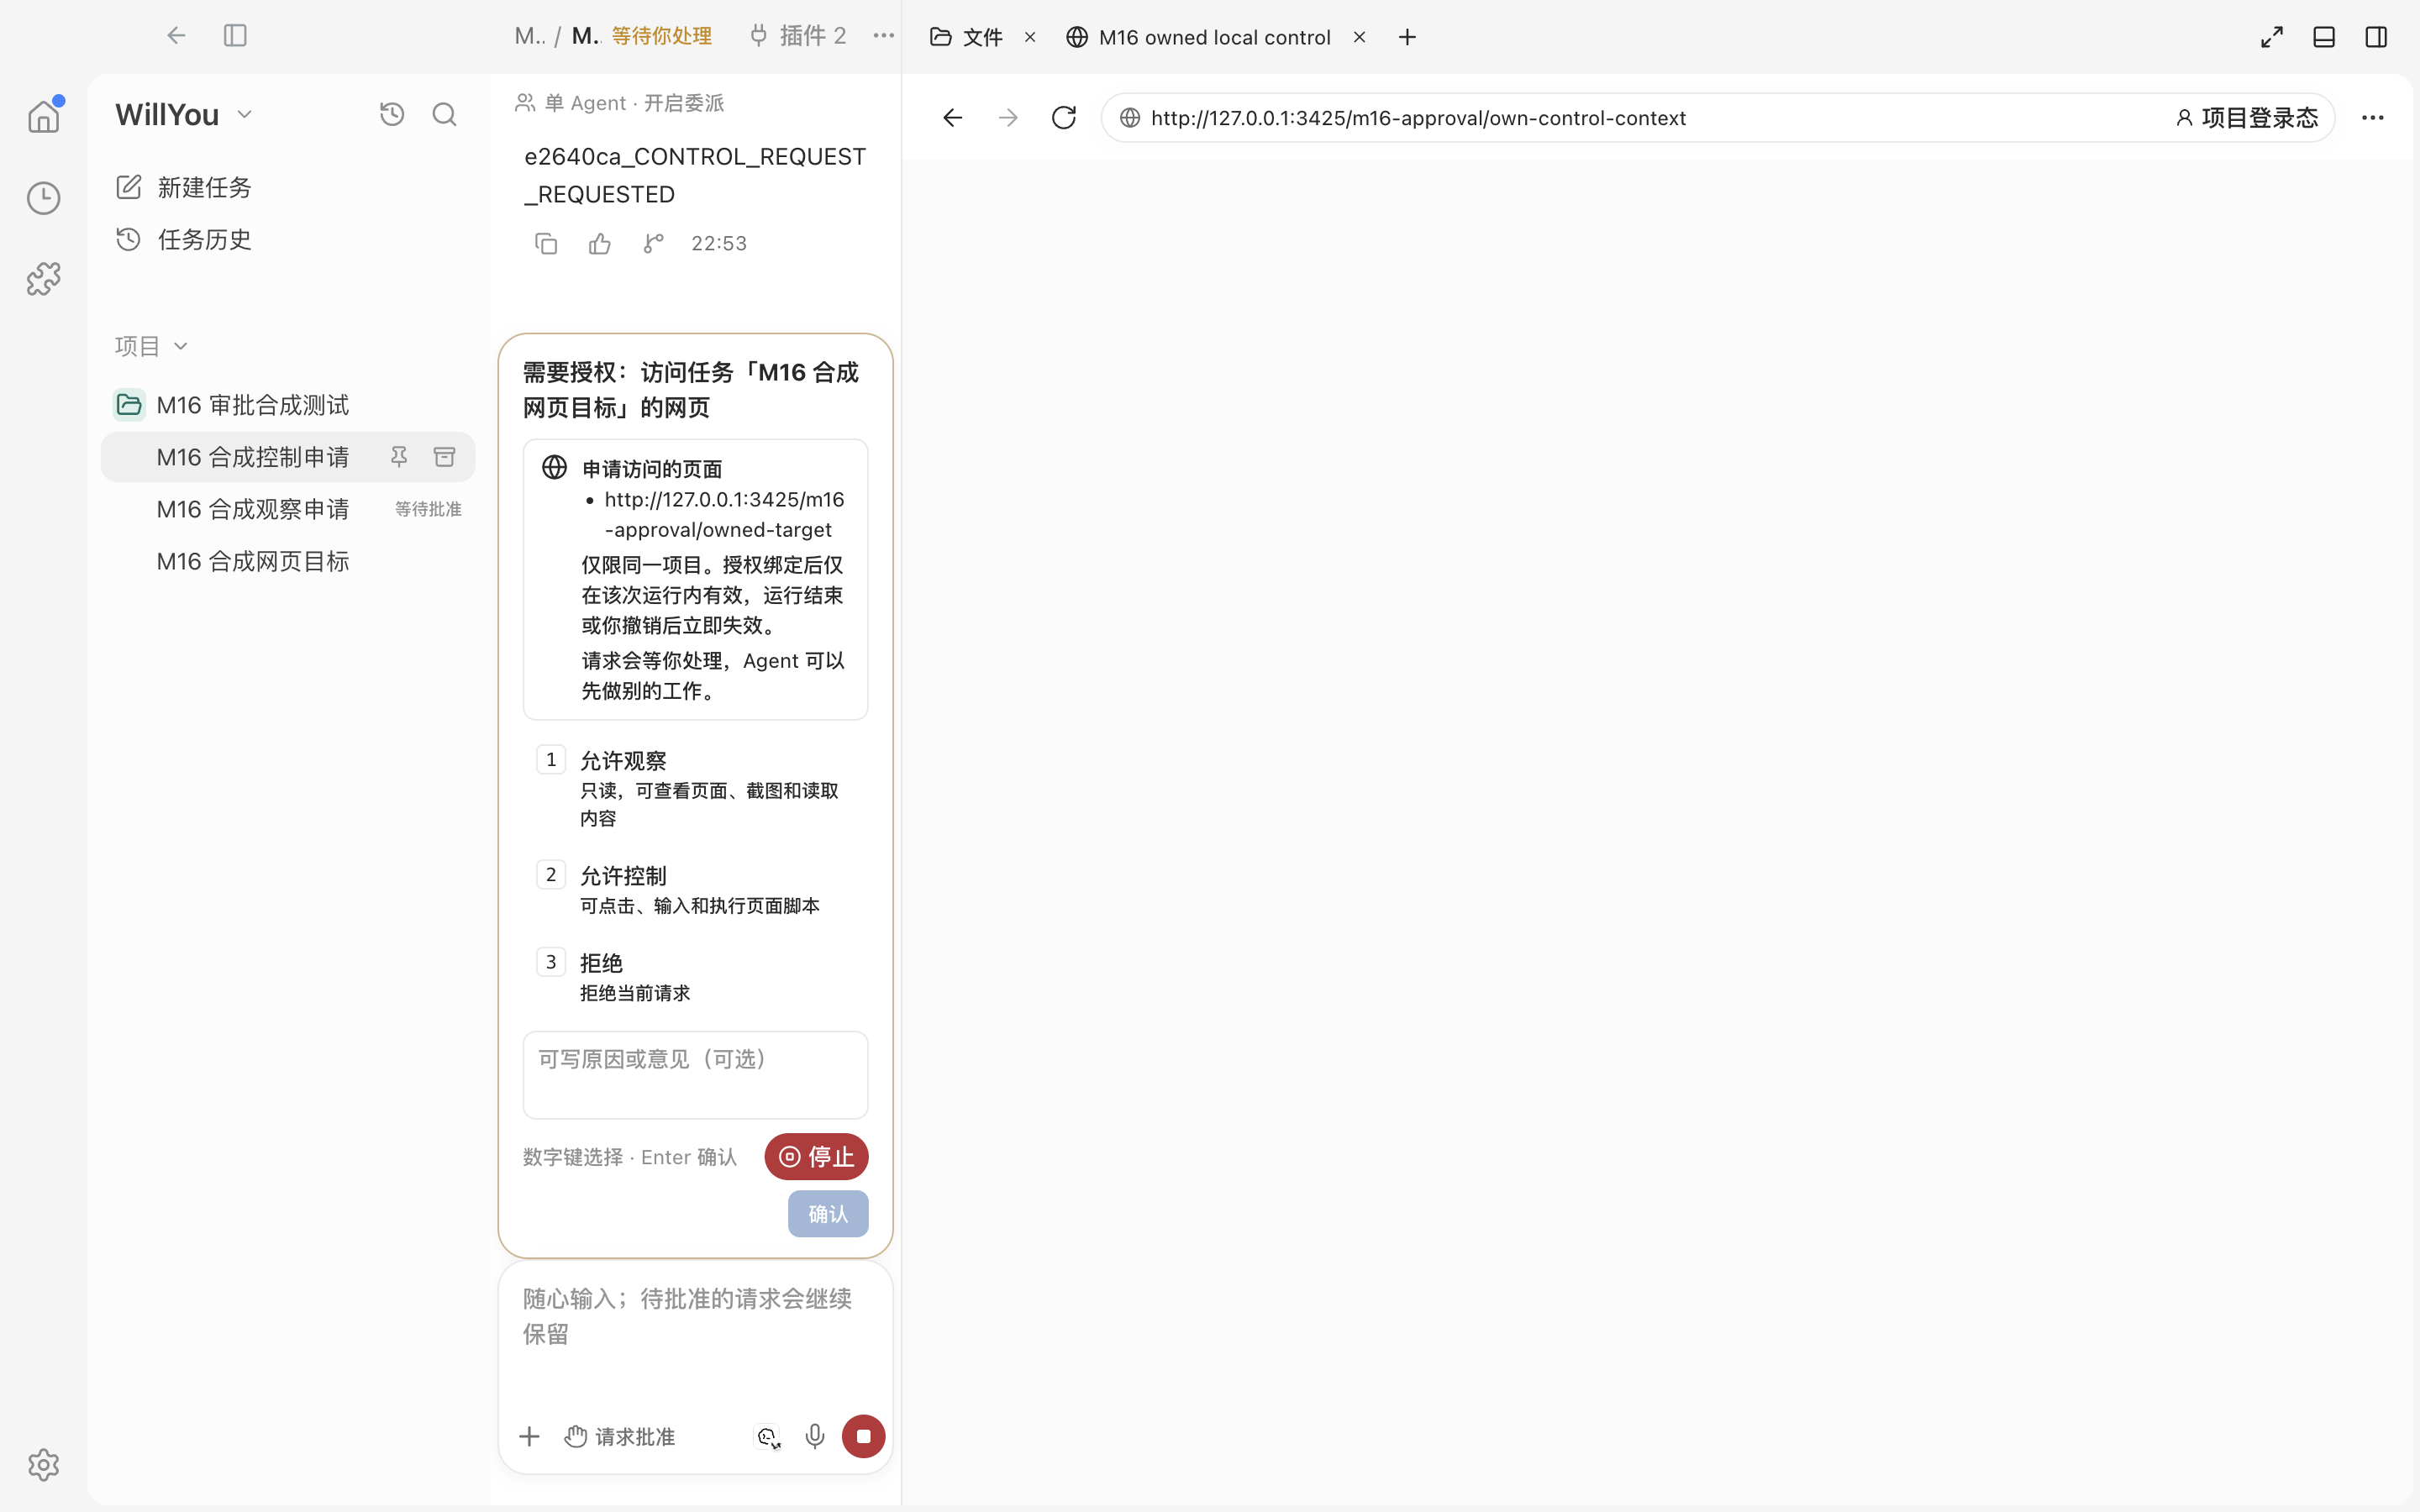 M.. / M. 等待你处理 插件 2
文件
M16 owned local control
WillYou
http://127.0.0.1:3425/m16-approval/own-control-context
项目登录态
新建任务
任务历史
项目
M16 审批合成测试
M16 合成控制申请
M16 合成观察申请 等待批准
M16 合成网页目标
单 Agent · 开启委派
e2640ca_CONTROL_REQUEST
_REQUESTED
22:53
需要授权：访问任务「M16 合成
网页目标」的网页
申请访问的页面
• http://127.0.0.1:3425/m16
-approval/owned-target
仅限同一项目。授权绑定后仅
在该次运行内有效，运行结束
或你撤销后立即失效。
请求会等你处理，Agent 可以
先做别的工作。
1 允许观察
只读，可查看页面、截图和读取
内容
2 允许控制
可点击、输入和执行页面脚本
3 拒绝
拒绝当前请求
可写原因或意见（可选）
数字键选择 · Enter 确认
停止
确认
随心输入；待批准的请求会继续
保留
请求批准